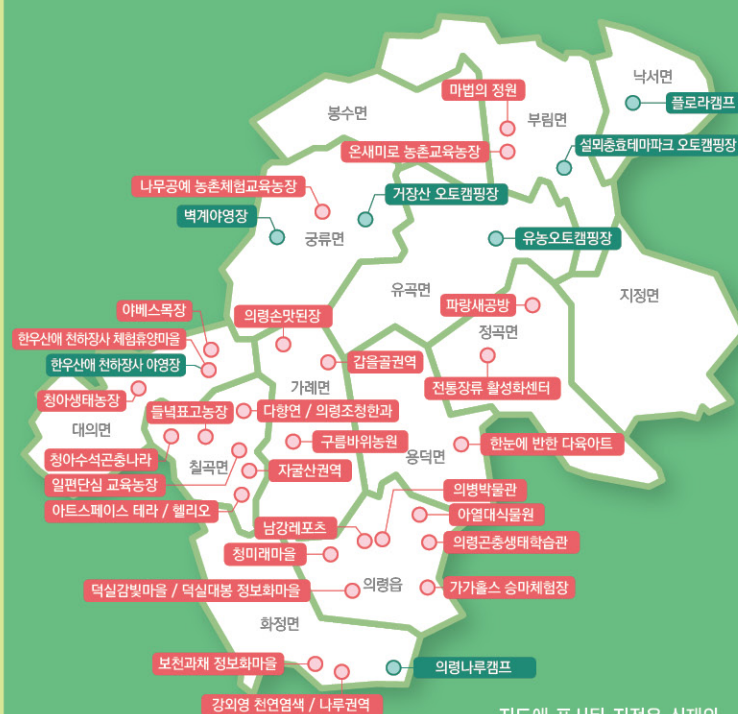 낙서면
마법의 정원
플로라캠프
봉수면
부림면
온새미로 농촌교육농장
설뫼충효테마파크 오토캠핑장
나무공예 농촌체험교육농장
거장산 오토캠핑장
벽계야영장
궁류면
유농오토캠핑장
유곡면
지정면
야베스목장
의령손맛된장
파랑새공방
한우산애 천하장사 체험휴양마을
정곡면
한우산애 천하장사 야영장
갑을골권역
가례면
전통장류 활성화센터
청아생태농장
들녘표고농장
다향연 / 의령조청한과
대의면
구름바위농원
한눈에 반한 다육아트
청아수석곤충나라
칠곡면
용덕면
자굴산권역
일편단심 교육농장
의병박물관
아트스페이스 테라 / 헬리오
아열대식물원
남강레포츠
의령곤충생태학습관
청미래마을
의령읍
가가홀스 승마체험장
덕실감빛마을 / 덕실대봉 정보화마을
화정면
보천과채 정보화마을
의령나루캠프
강외영 천연염색 / 나루권역